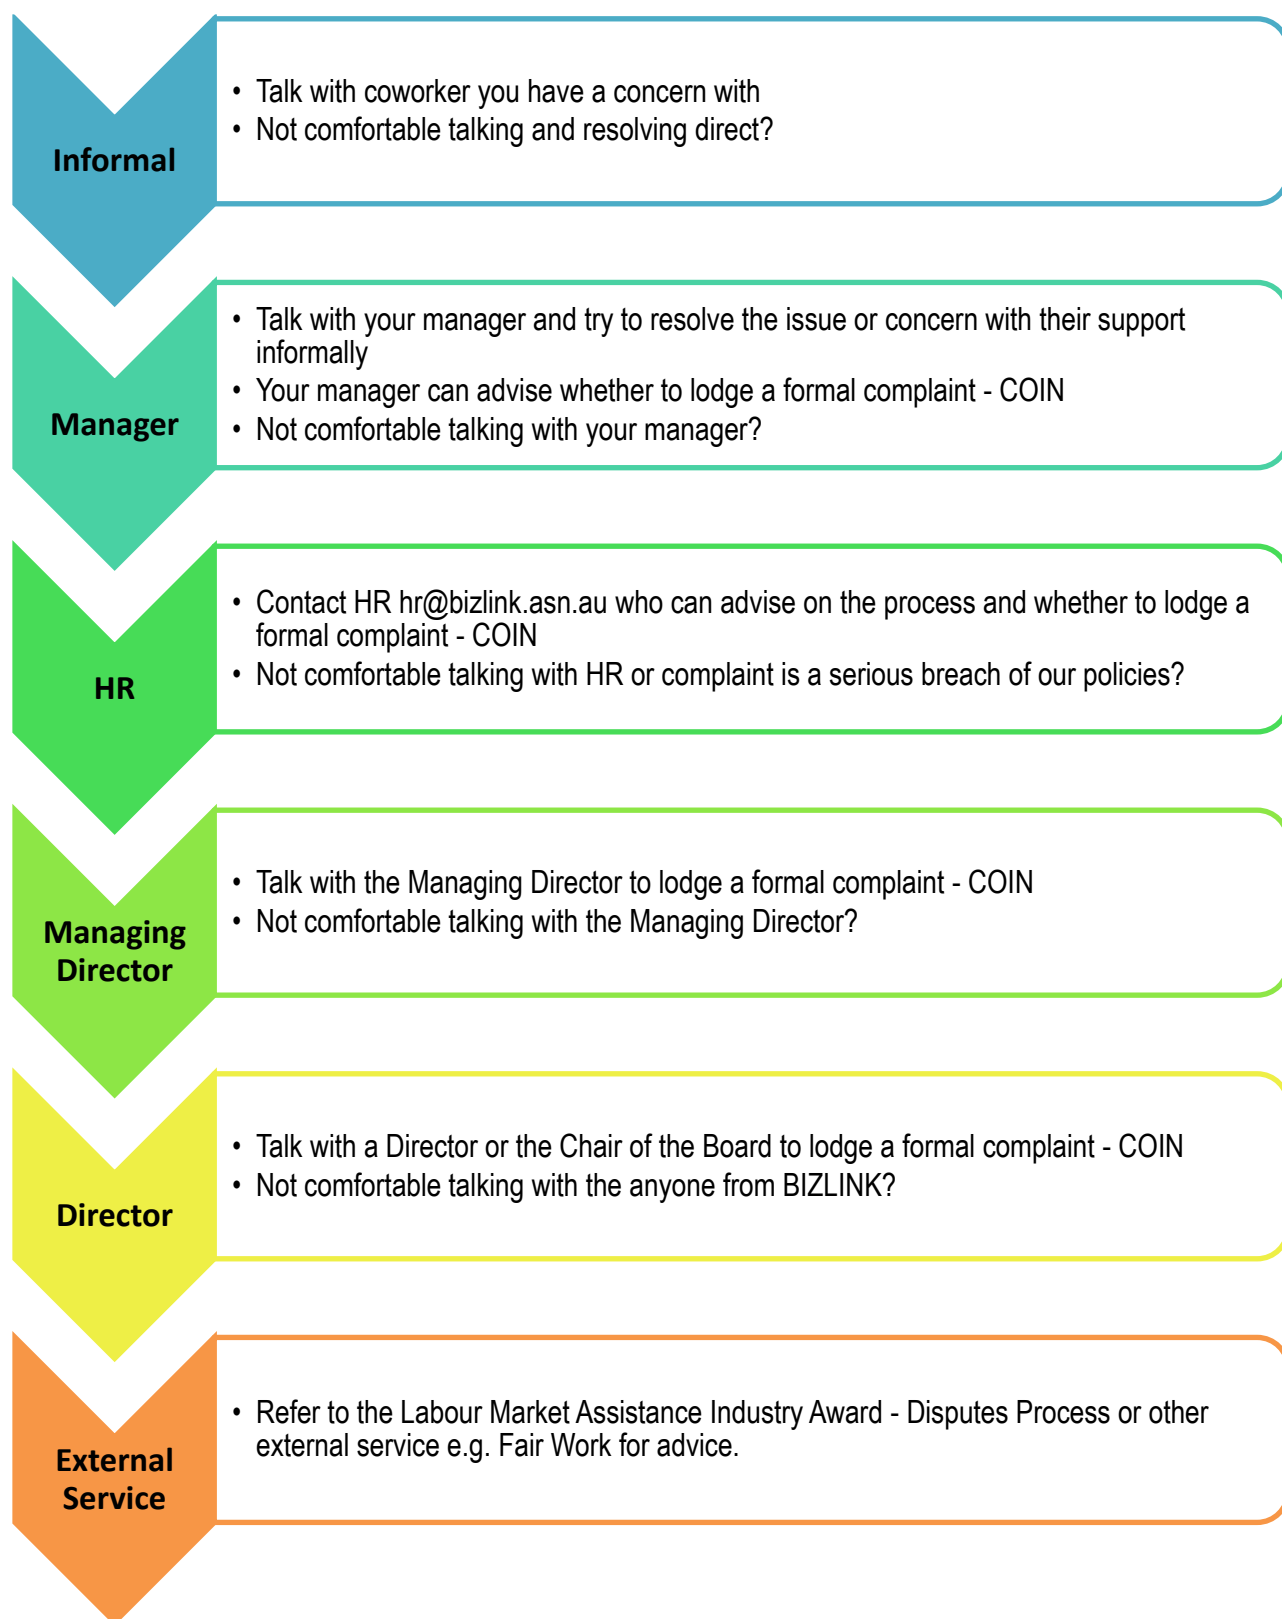 Informal
• Talk with coworker you have a concern with
• Not comfortable talking and resolving direct?
Manager
• Talk with your manager and try to resolve the issue or concern with their support
informally
• Your manager can advise whether to lodge a formal complaint - COIN
• Not comfortable talking with your manager?
HR
• Contact HR hr@bizlink.asn.au who can advise on the process and whether to lodge a
formal complaint - COIN
• Not comfortable talking with HR or complaint is a serious breach of our policies?
Managing
Director
• Talk with the Managing Director to lodge a formal complaint - COIN
• Not comfortable talking with the Managing Director?
Director
• Talk with a Director or the Chair of the Board to lodge a formal complaint - COIN
• Not comfortable talking with the anyone from BIZLINK?
External
Service
• Refer to the Labour Market Assistance Industry Award - Disputes Process or other
external service e.g. Fair Work for advice.